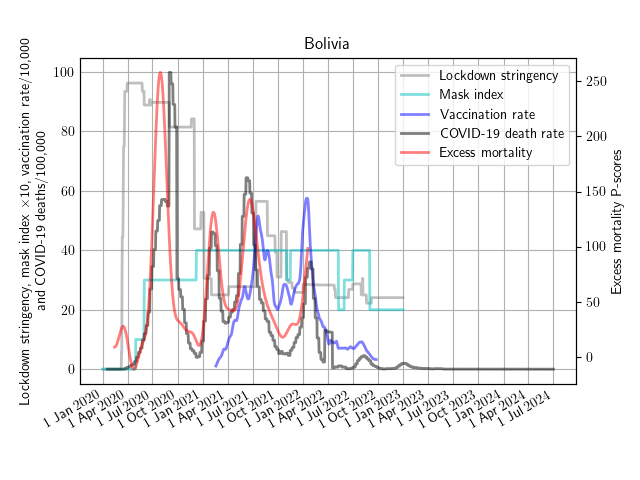 Bolivia
Lockdown stringency, mask index ×10, vaccination rate/10,000
and COVID-19 deaths/100,000
100
80
60
40
20
0
Lockdown stringency
Mask index
Vaccination rate
COVID-19 death rate
Excess mortality
250
200
150
100
50
0
Excess mortality P-scores
1 Jan 2020
1 Apr 2020
1 Jul 2020
1 Oct 2020
1 Jan 2021
1 Apr 2021
1 Jul 2021
1 Oct 2021
1 Jan 2022
1 Apr 2022
1 Jul 2022
1 Oct 2022
1 Jan 2023
1 Apr 2023
1 Jul 2023
1 Oct 2023
1 Jan 2024
1 Apr 2024
1 Jul 2024